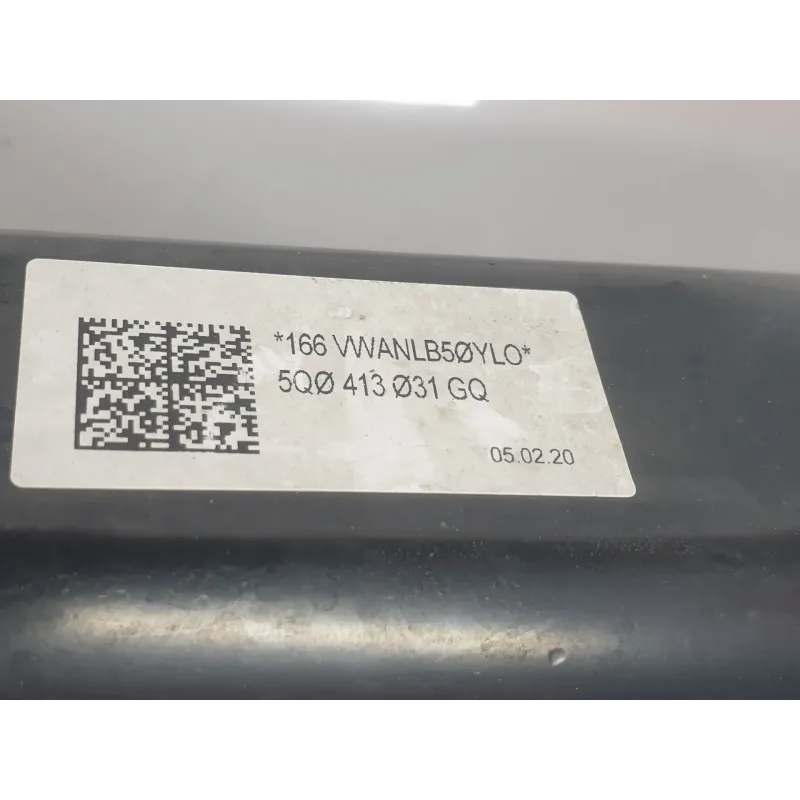 *166 VWANLB5ØYLO*
5QØ 413 Ø31 GQ
05.02.20